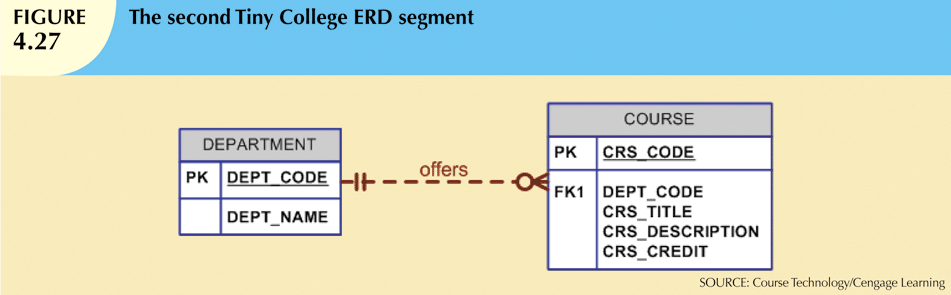 FIGURE
4.27
The second Tiny College ERD segment
DEPARTMENT
PK DEPT_CODE
DEPT_NAME
offers
COURSE
PK CRS_CODE
FK1 DEPT_CODE
CRS_TITLE
CRS_DESCRIPTION
CRS_CREDIT
SOURCE: Course Technology/Cengage Learning